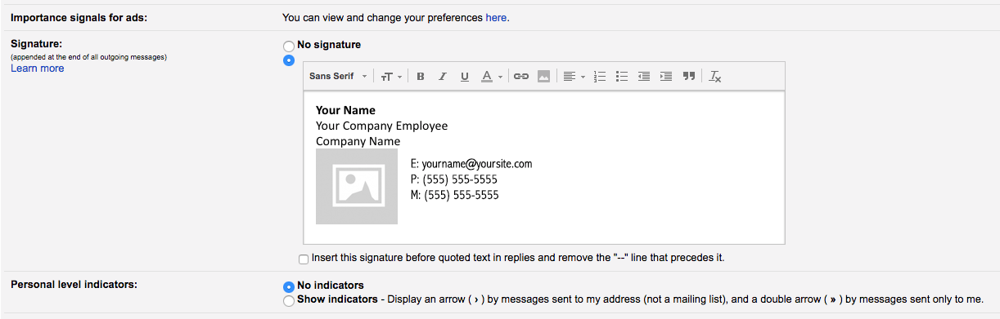 Importance signals for ads: You can view and change your preferences here.
Signature: No signature
(appended at the end of all outgoing messages)
Learn more
Sans Serif
Your Name
Your Company Employee
Company Name
E: yourname@yoursite.com
P: (555) 555-5555
M: (555) 555-5555
Insert this signature before quoted text in replies and remove the "--" line that precedes it.
Personal level indicators: No indicators
Show indicators - Display an arrow ( › ) by messages sent to my address (not a mailing list), and a double arrow ( » ) by messages sent only to me.